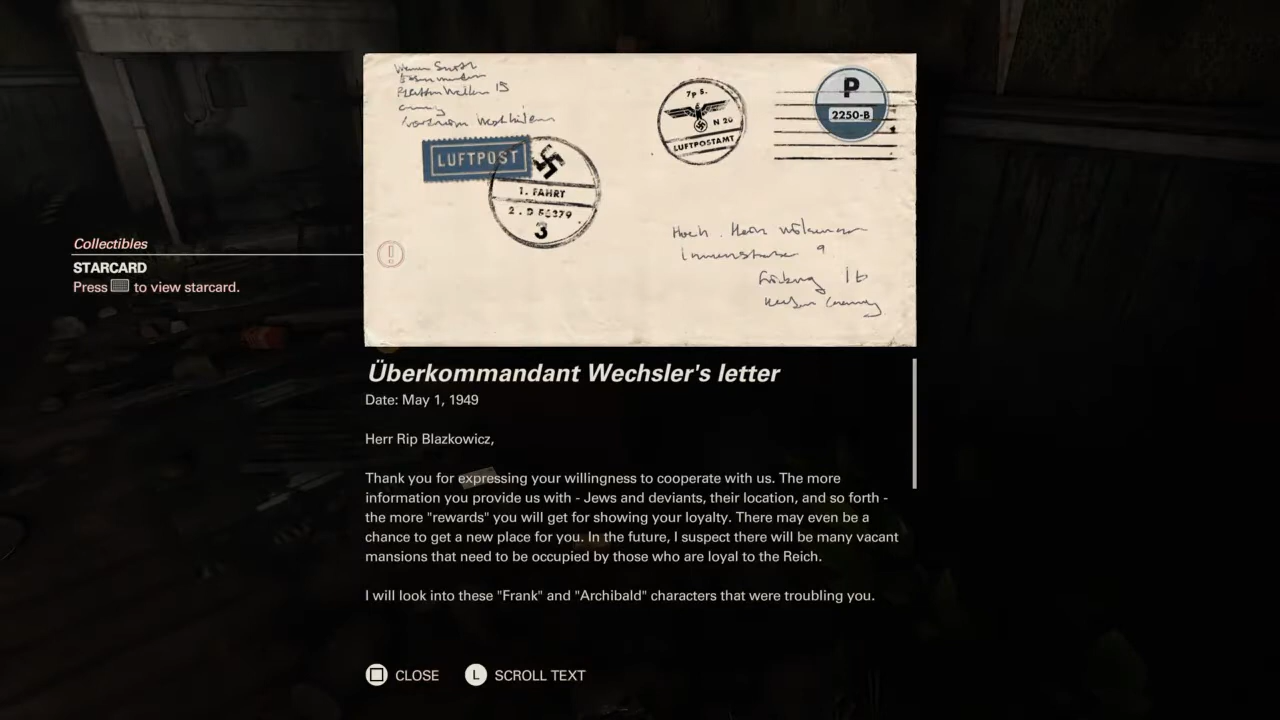 LUFTPOST
1. FAHRT
3
N 26
LUFTPOSTAMT
P
2250-B
Collectibles
STARCARD
Press to view starcard.
Überkommandant Wechsler's letter
Date: May 1, 1949
Herr Rip Blazkowicz,
Thank you for expressing your willingness to cooperate with us. The more
information you provide us with - Jews and deviants, their location, and so forth -
the more "rewards" you will get for showing your loyalty. There may even be a
chance to get a new place for you. In the future, I suspect there will be many vacant
mansions that need to be occupied by those who are loyal to the Reich.
I will look into these "Frank" and "Archibald" characters that were troubling you.
CLOSE
L
SCROLL TEXT